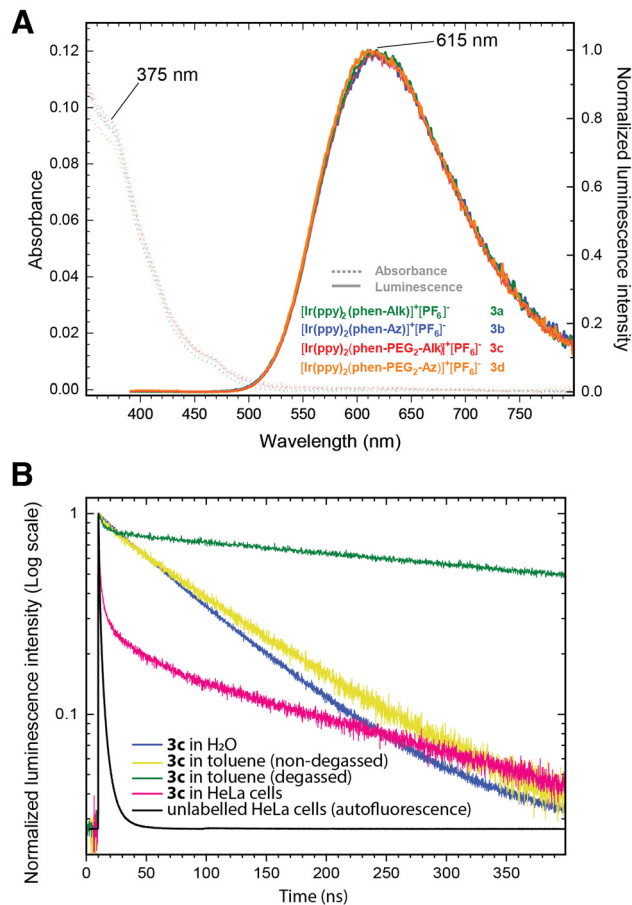 A
375 nm
615 nm
0.12
0.10
0.08
0.06
0.04
0.02
0.00
Absorbance
1.0
0.8
0.6
0.4
0.2
0.0
Normalized luminescence intensity
Absorbance
Luminescence
[Ir(ppy)₂(phen-Alk)]⁺[PF₆]⁻ 3a
[Ir(ppy)₂(phen-Az)]⁺[PF₆]⁻ 3b
[Ir(ppy)₂(phen-PEG₂-Alk)]⁺[PF₆]⁻ 3c
[Ir(ppy)₂(phen-PEG₂-Az)]⁺[PF₆]⁻ 3d
400 450 500 550 600 650 700 750
Wavelength (nm)
B
Normalized luminescence intensity (Log scale)
1
0.1
3c in H₂O
3c in toluene (non-degassed)
3c in toluene (degassed)
3c in HeLa cells
unlabelled HeLa cells (autofluorescence)
0 50 100 150 200 250 300 350
Time (ns)